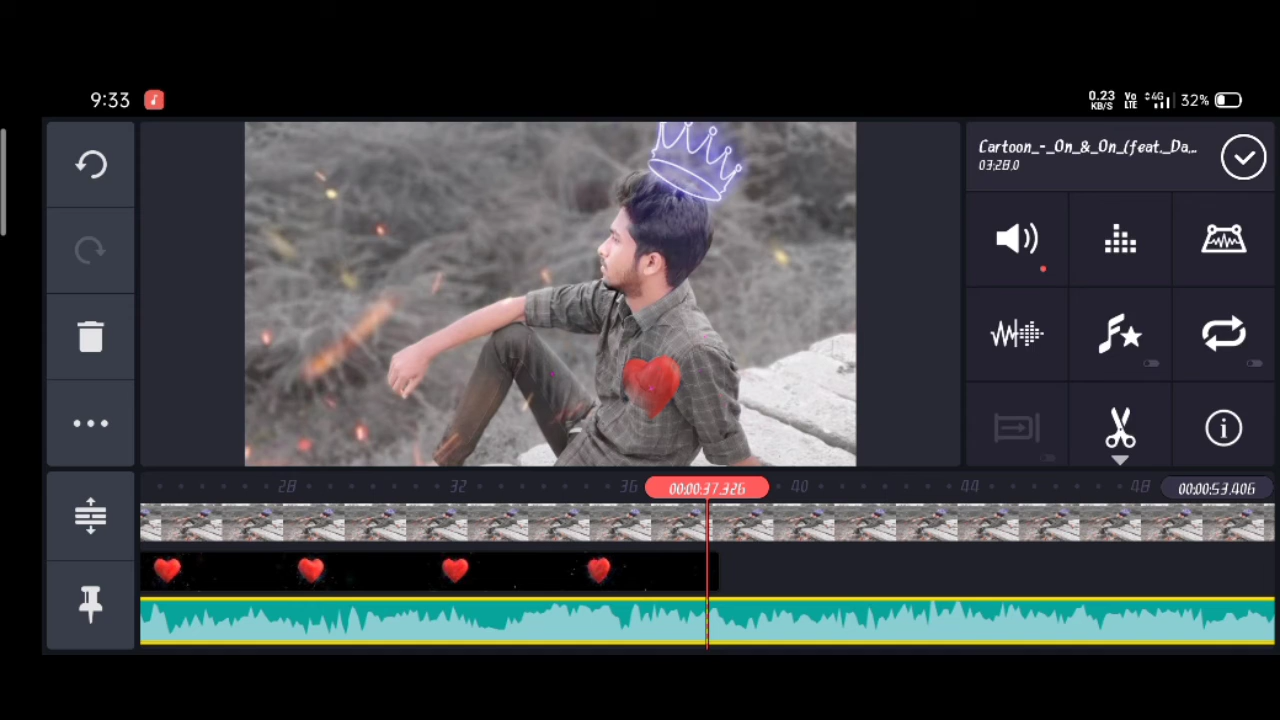 9:33
0.23 KB/S Vo LTE 4G 32%
Cartoon_-_On_&_On_(feat._Da...
03;28,0
28 32 36 00:00:37.326 40 44 48 00:00:53.406